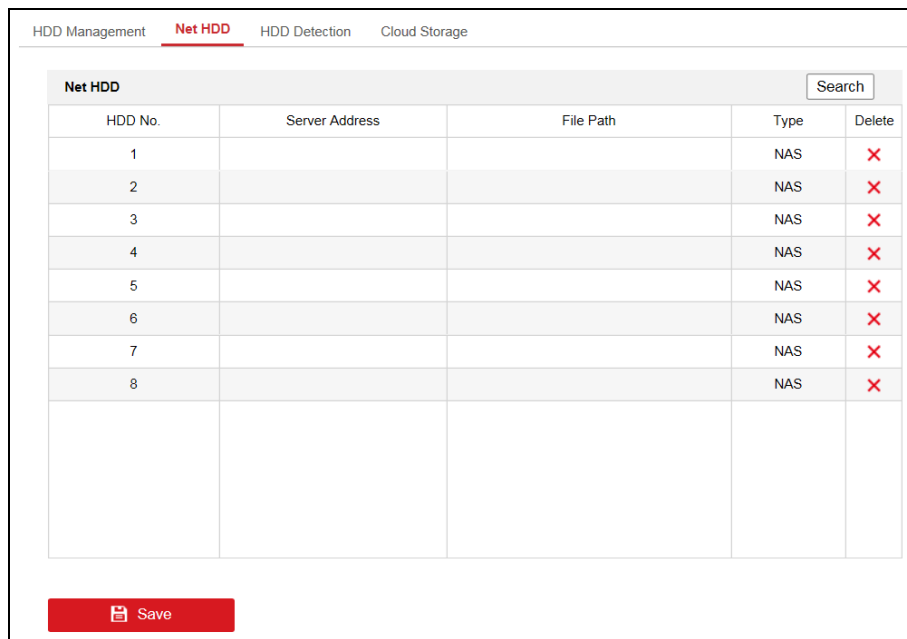 HDD Management Net HDD HDD Detection Cloud Storage
Net HDD Search
HDD No. Server Address File Path Type Delete
1 NAS
2 NAS
3 NAS
4 NAS
5 NAS
6 NAS
7 NAS
8 NAS
Save